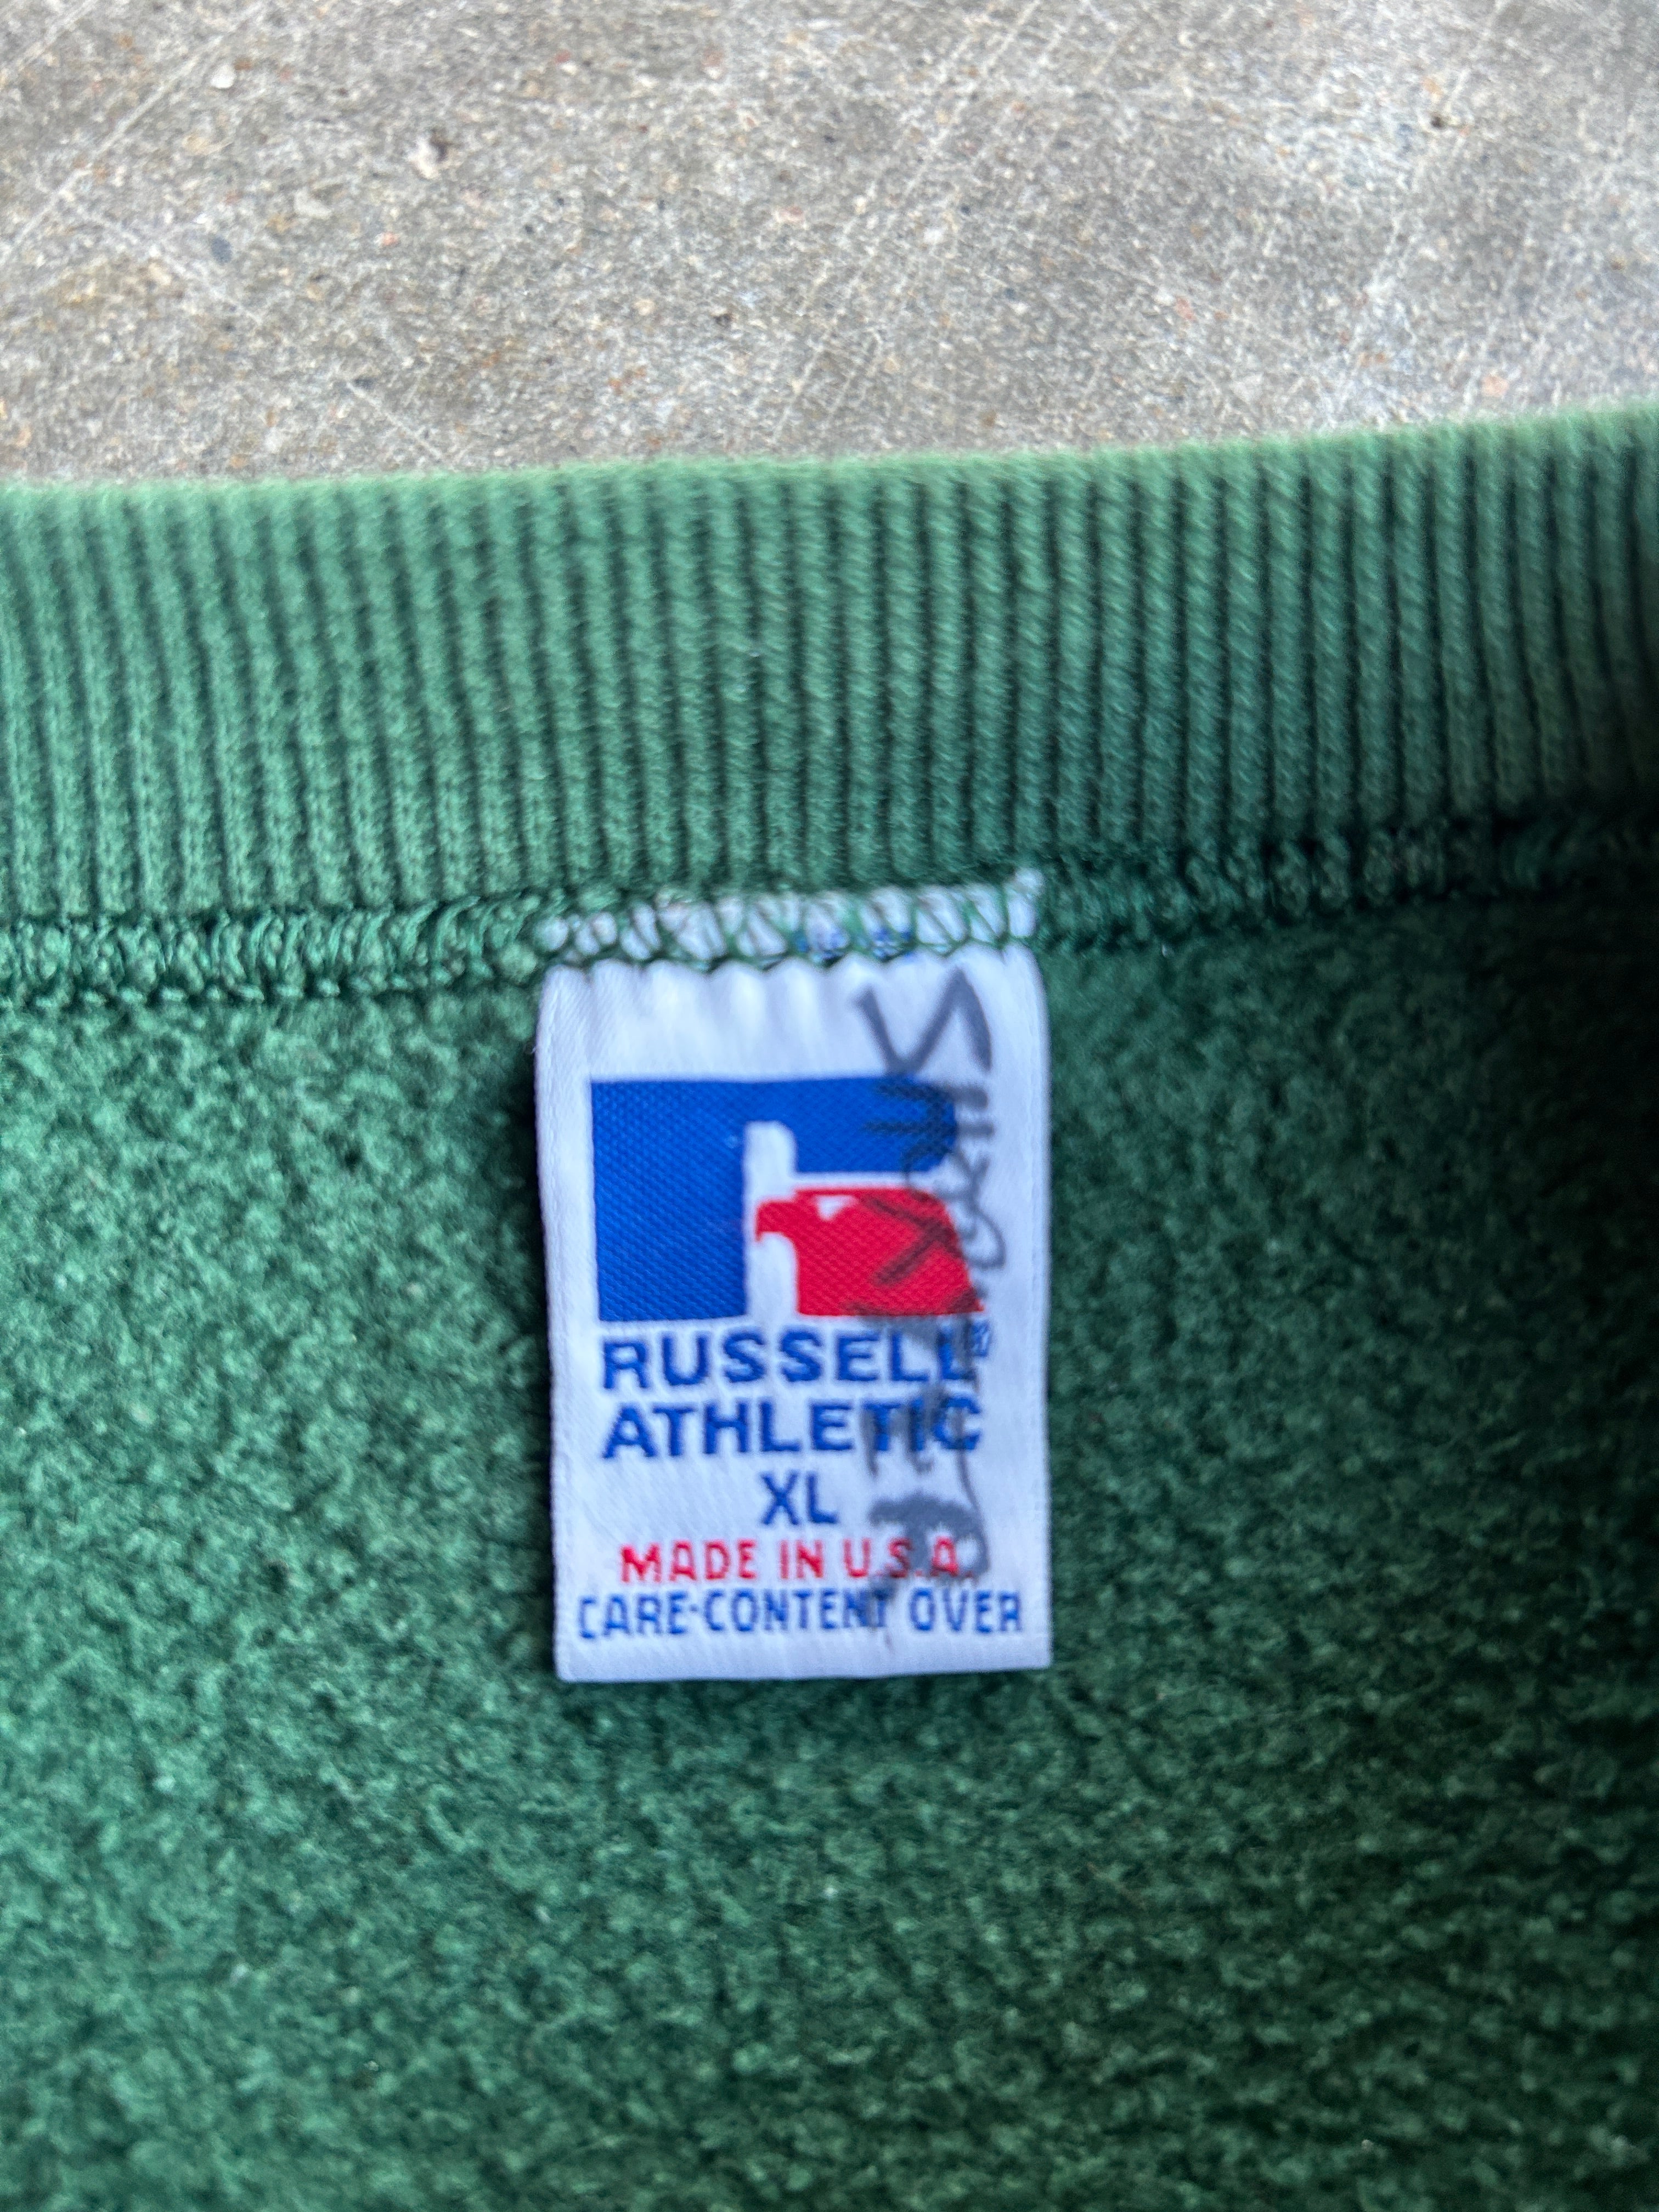 RUSSELL®
ATHLETIC
XL
MADE IN U.S.A.
CARE-CONTENT OVER